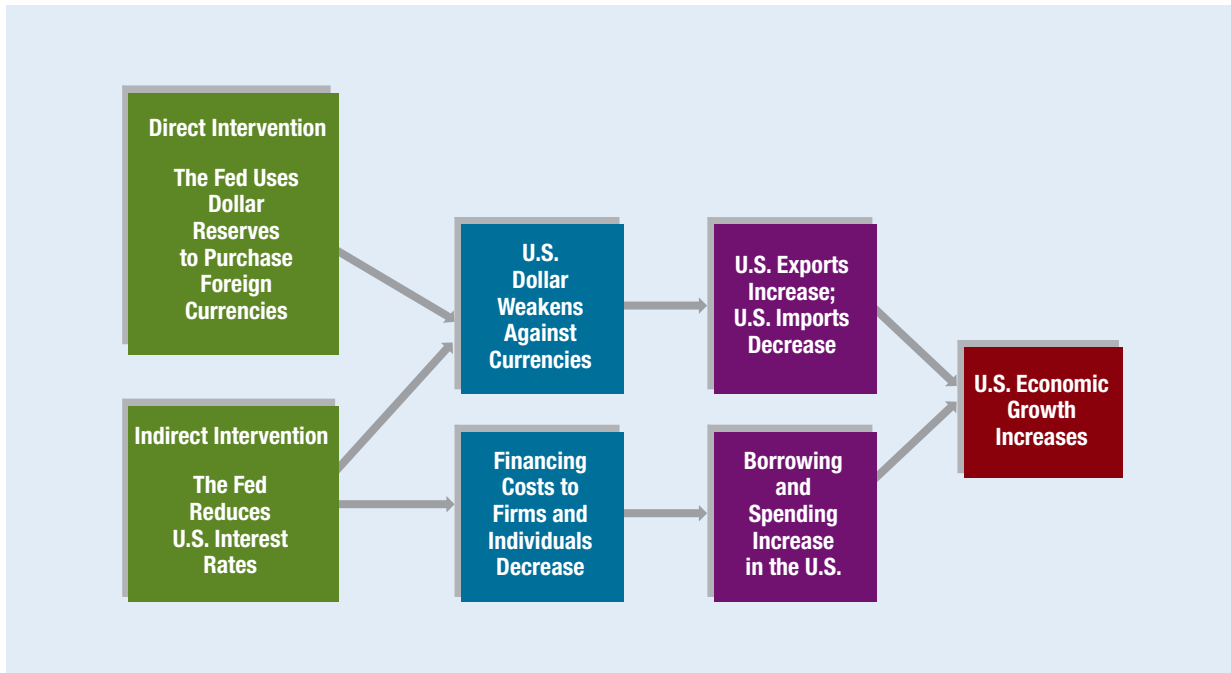 Direct Intervention
The Fed Uses
Dollar
Reserves
to Purchase
Foreign
Currencies
Indirect Intervention
The Fed
Reduces
U.S. Interest
Rates
U.S.
Dollar
Weakens
Against
Currencies
Financing
Costs to
Firms and
Individuals
Decrease
U.S. Exports
Increase;
U.S. Imports
Decrease
Borrowing
and
Spending
Increase
in the U.S.
U.S. Economic
Growth
Increases